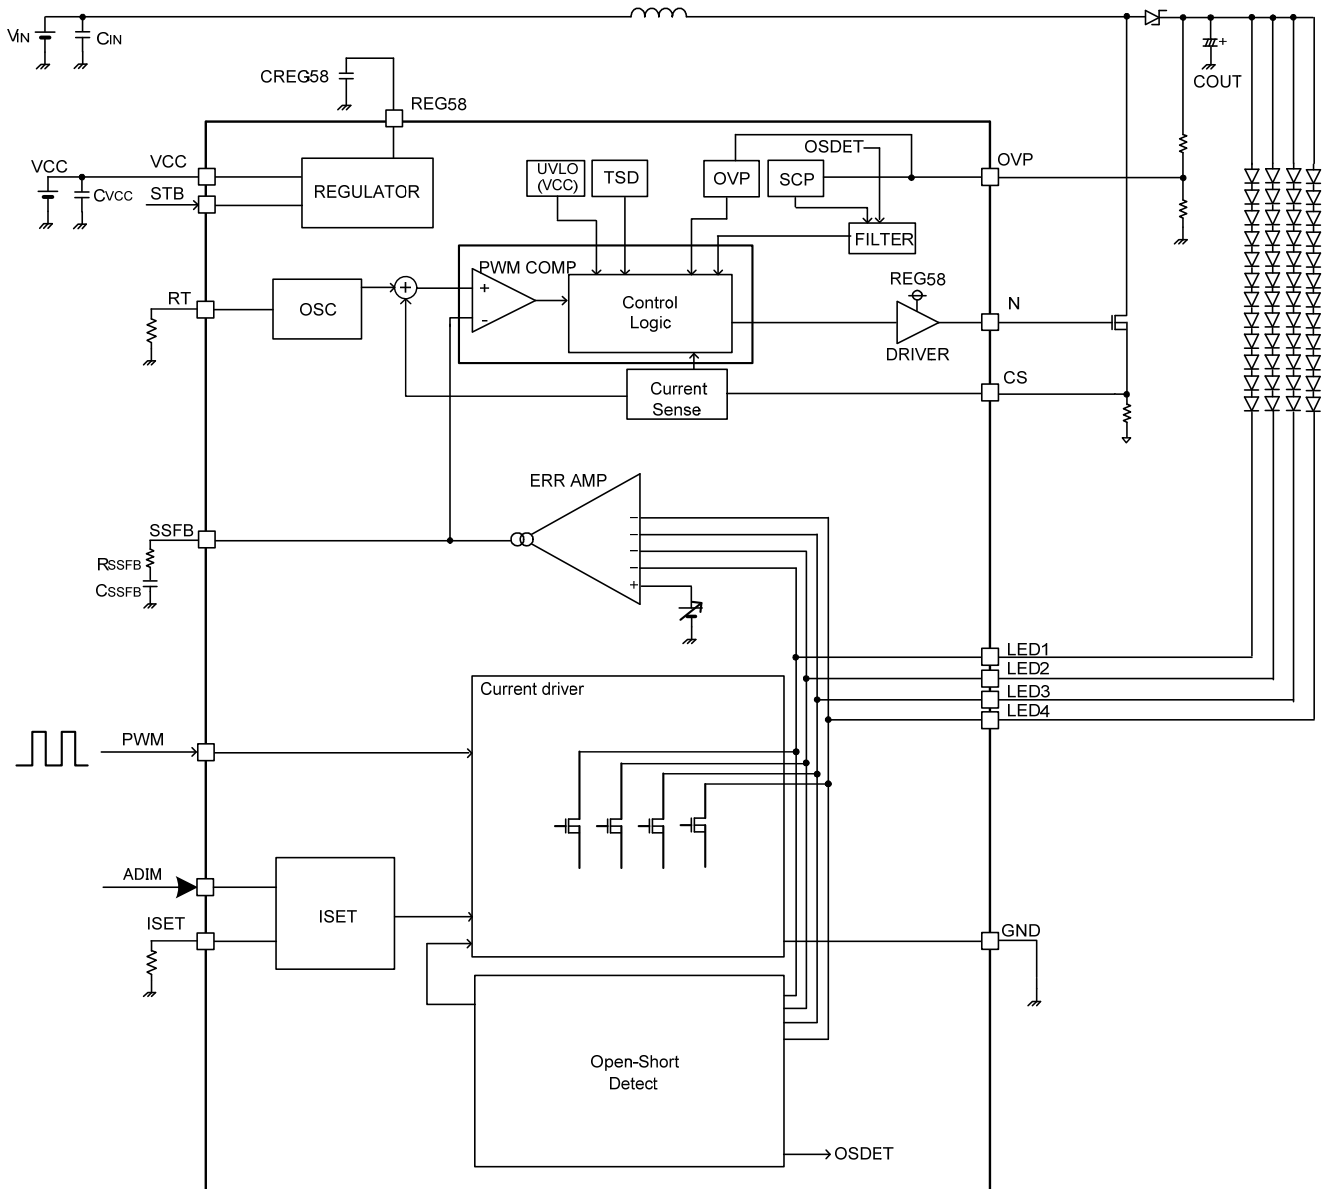 VIN
CIN
CREG58
REG58
COUT
VCC
CVCC
VCC
STB
REGULATOR
UVLO
(VCC)
TSD
OVP
SCP
OSDET
FILTER
OVP
RT
OSC
+
PWM COMP
+
-
Control
Logic
REG58
DRIVER
N
Current
Sense
CS
+
ERR AMP
−
−
−
−
+
SSFB
RSSFB
CSSFB
LED1
LED2
LED3
LED4
Current driver
PWM
ADIM
ISET
ISET
GND
Open-Short
Detect
OSDET